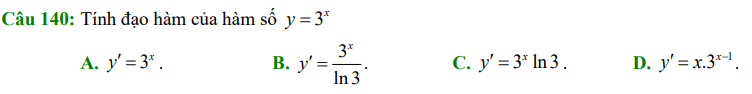 Câu 140: Tính đạo hàm của hàm số y = 3^x
A. y′ = 3^x . B. y′ = 3^x / ln 3 . C. y′ = 3^x ln 3 . D. y′ = x.3^{x−1} .